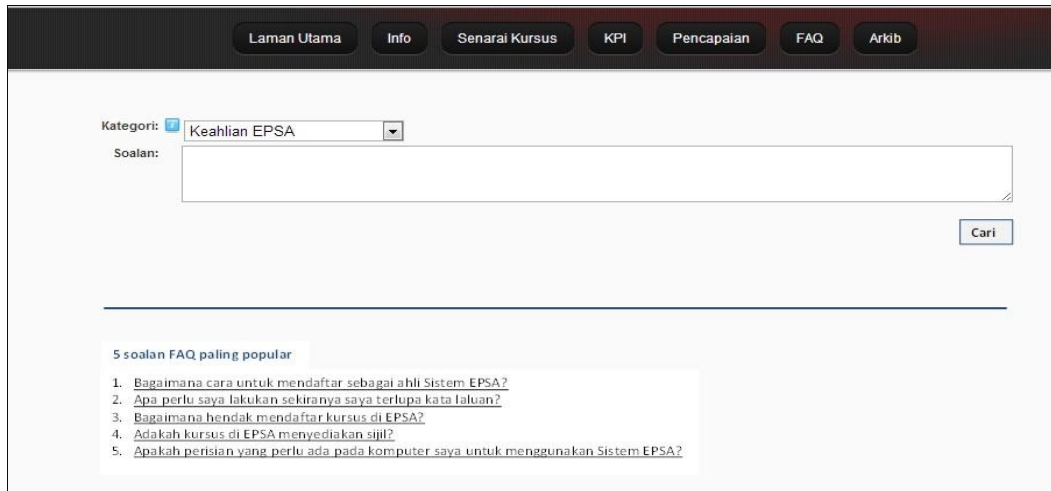 Laman Utama Info Senarai Kursus KPI Pencapaian FAQ Arkib
Kategori: Keahlian EPSA
Soalan:
Cari
5 soalan FAQ paling popular
1. Bagaimana cara untuk mendaftar sebagai ahli Sistem EPSA?
2. Apa perlu saya lakukan sekiranya saya terlupa kata laluan?
3. Bagaimana hendak mendaftar kursus di EPSA?
4. Adakah kursus di EPSA menyediakan sijil?
5. Apakah perisian yang perlu ada pada komputer saya untuk menggunakan Sistem EPSA?